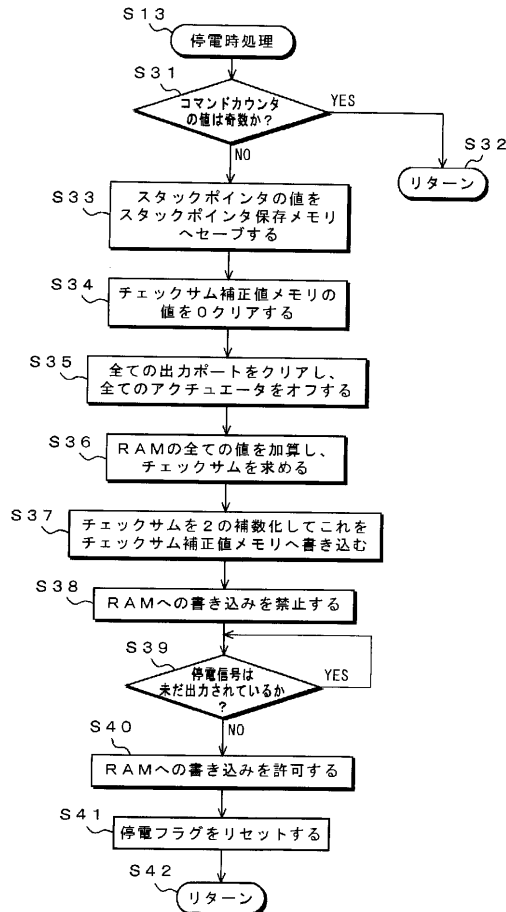 S13
停電時処理
S31
コマンドカウンタ
の値は奇数か?
YES
NO
S32
リターン
S33
スタックポインタの値を
スタックポインタ保存メモリ
へセーブする
S34
チェックサム補正値メモリの
値を0クリアする
S35
全ての出力ポートをクリアし、
全てのアクチュエータをオフする
S36
RAMの全ての値を加算し、
チェックサムを求める
S37
チェックサムを2の補数化してこれを
チェックサム補正値メモリへ書き込む
S38
RAMへの書き込みを禁止する
S39
停電信号は
未だ出力されているか
?
YES
NO
S40
RAMへの書き込みを許可する
S41
停電フラグをリセットする
S42
リターン